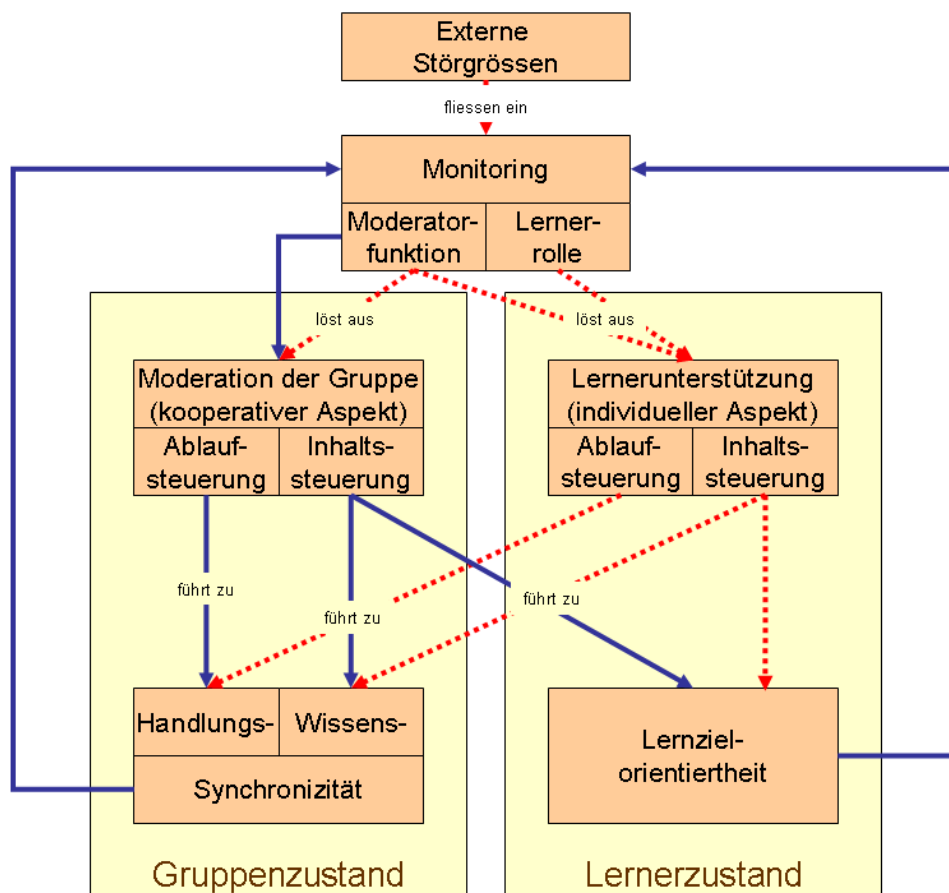 Externe
Störgrössen
fliessen ein
Monitoring
Moderator-
funktion
Lerner-
rolle
löst aus
löst aus
Moderation der Gruppe
(kooperativer Aspekt)
Ablauf-
steuerung
Inhalts-
steuerung
Lernerunterstützung
(individueller Aspekt)
Ablauf-
steuerung
Inhalts-
steuerung
führt zu
führt zu
führt zu
Handlungs-
Wissens-
Synchronizität
Lernziel-
orientiertheit
Gruppenzustand
Lernerzustand